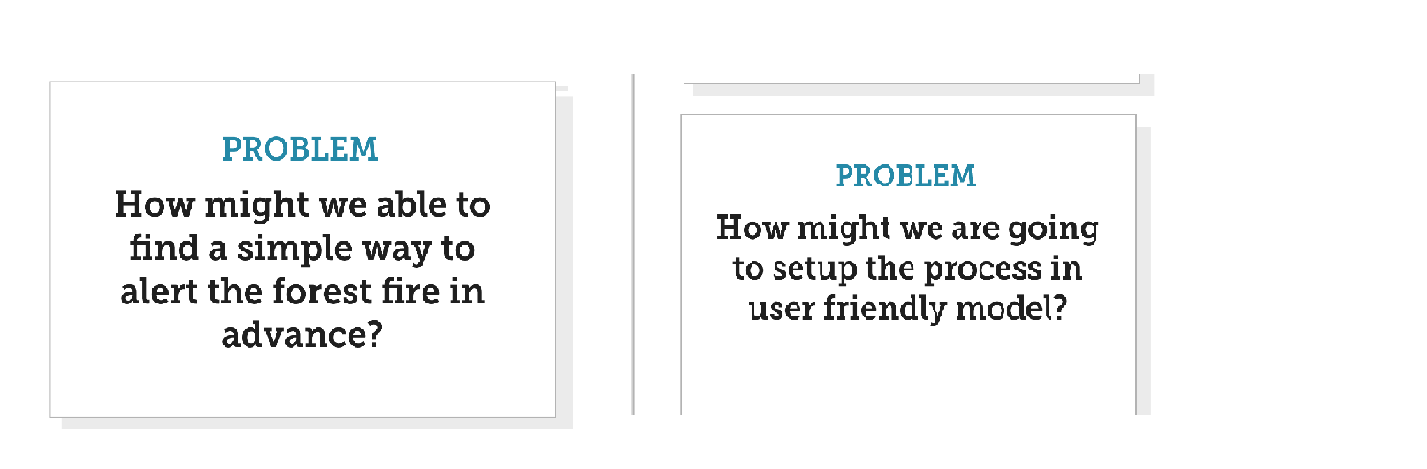 PROBLEM
How might we able to
find a simple way to
alert the forest fire in
advance?
PROBLEM
How might we are going
to setup the process in
user friendly model?